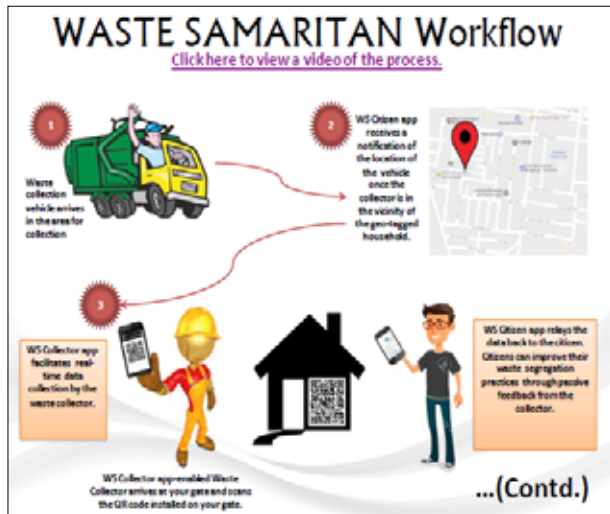 WASTE SAMARITAN Workflow
Click here to view a video of the process.
1
Waste
collection
vehicle arrives
in the area for
collection
2
WS Citizen app
receives a
notification of the
location of
the vehicle
once the
collector is in
the vicinity of
the geo-tagged
household.
3
WS Collector app
facilitates real-
time data
collection by the
waste collector.
WS Collector app-enabled Waste
Collector arrives at your gate and scans
the QR code installed on your gate.
WS Citizen app relays the
data back to the citizen.
Citizens can improve their
waste segregation
practices through passive
feedback from the
collector.
...(Contd.)